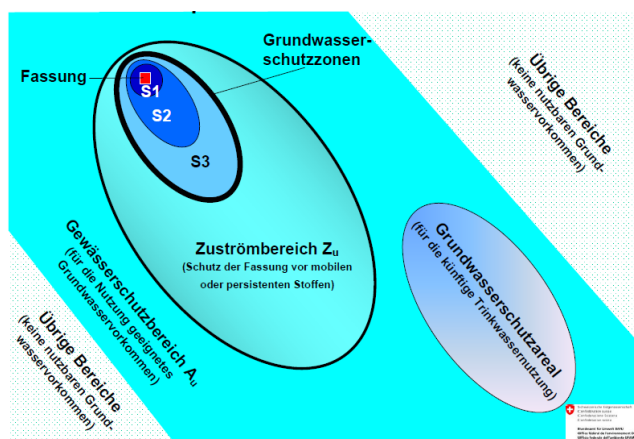 Grundwasser-
schutzzonen
Fassung
S1
S2
S3
Übrige Bereiche
(keine nutzbaren Grund-
wasservorkommen)
Zuströmbereich Zu
(Schutz der Fassung vor mobilen
oder persistenten Stoffen)
Gewässerschutzbereich Au
(für die Nutzung geeignetes
Grundwasservorkommen)
Grundwasserschutzareal
(für die künftige Trinkwassernutzung)
Übrige Bereiche
(keine nutzbaren Grund-
wasservorkommen)